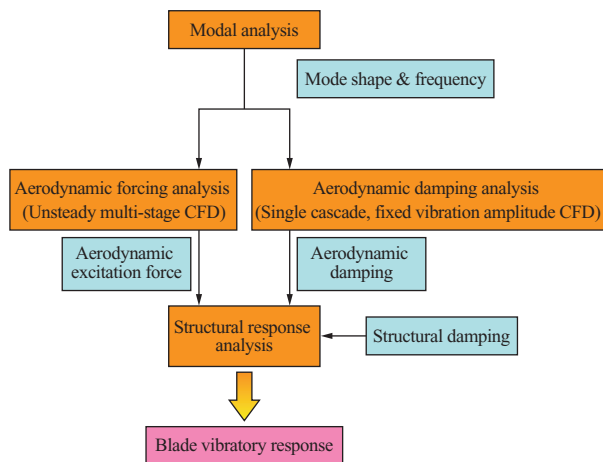 Modal analysis
Mode shape & frequency
Aerodynamic forcing analysis
(Unsteady multi-stage CFD)
Aerodynamic damping analysis
(Single cascade, fixed vibration amplitude CFD)
Aerodynamic
excitation force
Aerodynamic
damping
Structural response
analysis
Structural damping
Blade vibratory response